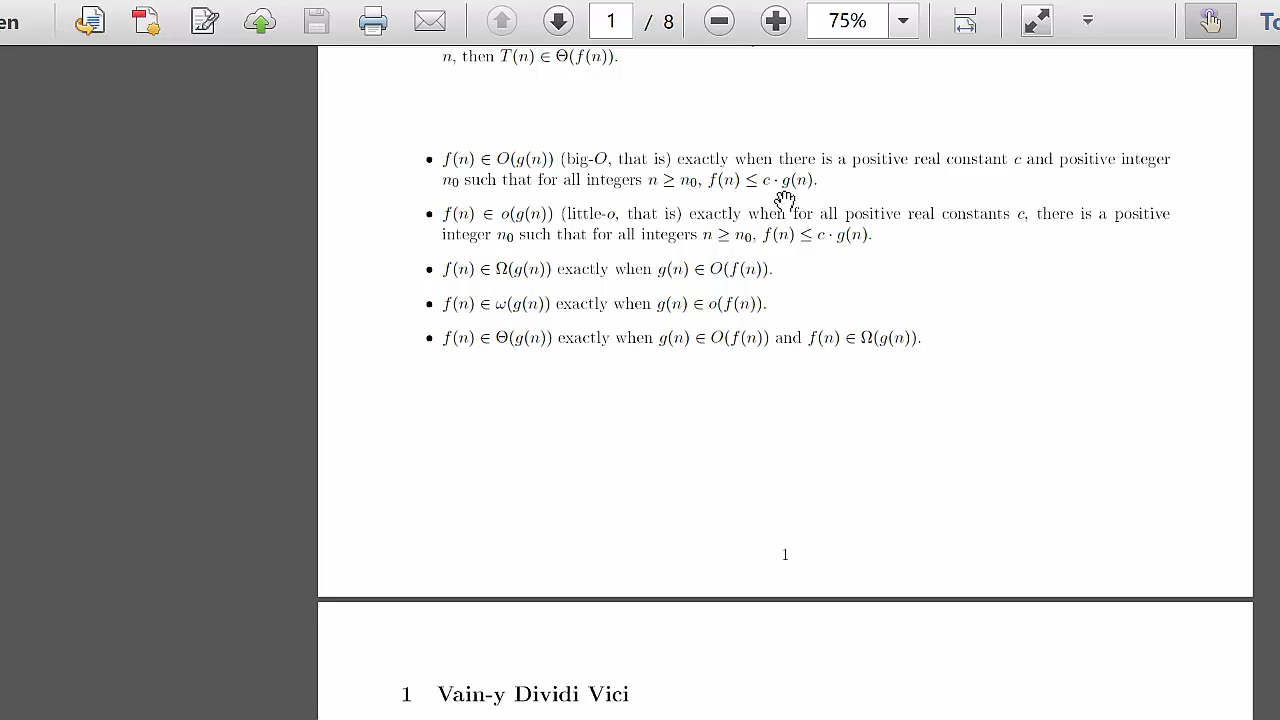 en
1 / 8
75%
To
n, then T(n) ∈ Θ(f(n)).
• f(n) ∈ O(g(n)) (big-O, that is) exactly when there is a positive real constant c and positive integer
n₀ such that for all integers n ≥ n₀, f(n) ≤ c · g(n).
• f(n) ∈ o(g(n)) (little-o, that is) exactly when for all positive real constants c, there is a positive
integer n₀ such that for all integers n ≥ n₀, f(n) ≤ c · g(n).
• f(n) ∈ Ω(g(n)) exactly when g(n) ∈ O(f(n)).
• f(n) ∈ ω(g(n)) exactly when g(n) ∈ o(f(n)).
• f(n) ∈ Θ(g(n)) exactly when g(n) ∈ O(f(n)) and f(n) ∈ Ω(g(n)).
1
1 Vain-y Dividi Vici